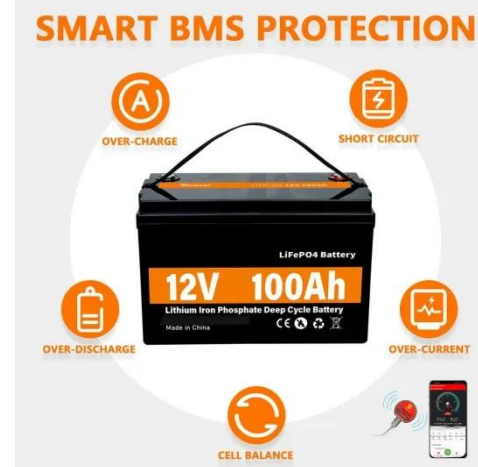 SMART BMS PROTECTION
A
OVER-CHARGE
SHORT CIRCUIT
LiFePO4 Battery
12V 100Ah
Lithium Iron Phosphate Deep Cycle Battery
Made in China
CE
OVER-DISCHARGE
OVER-CURRENT
CELL BALANCE